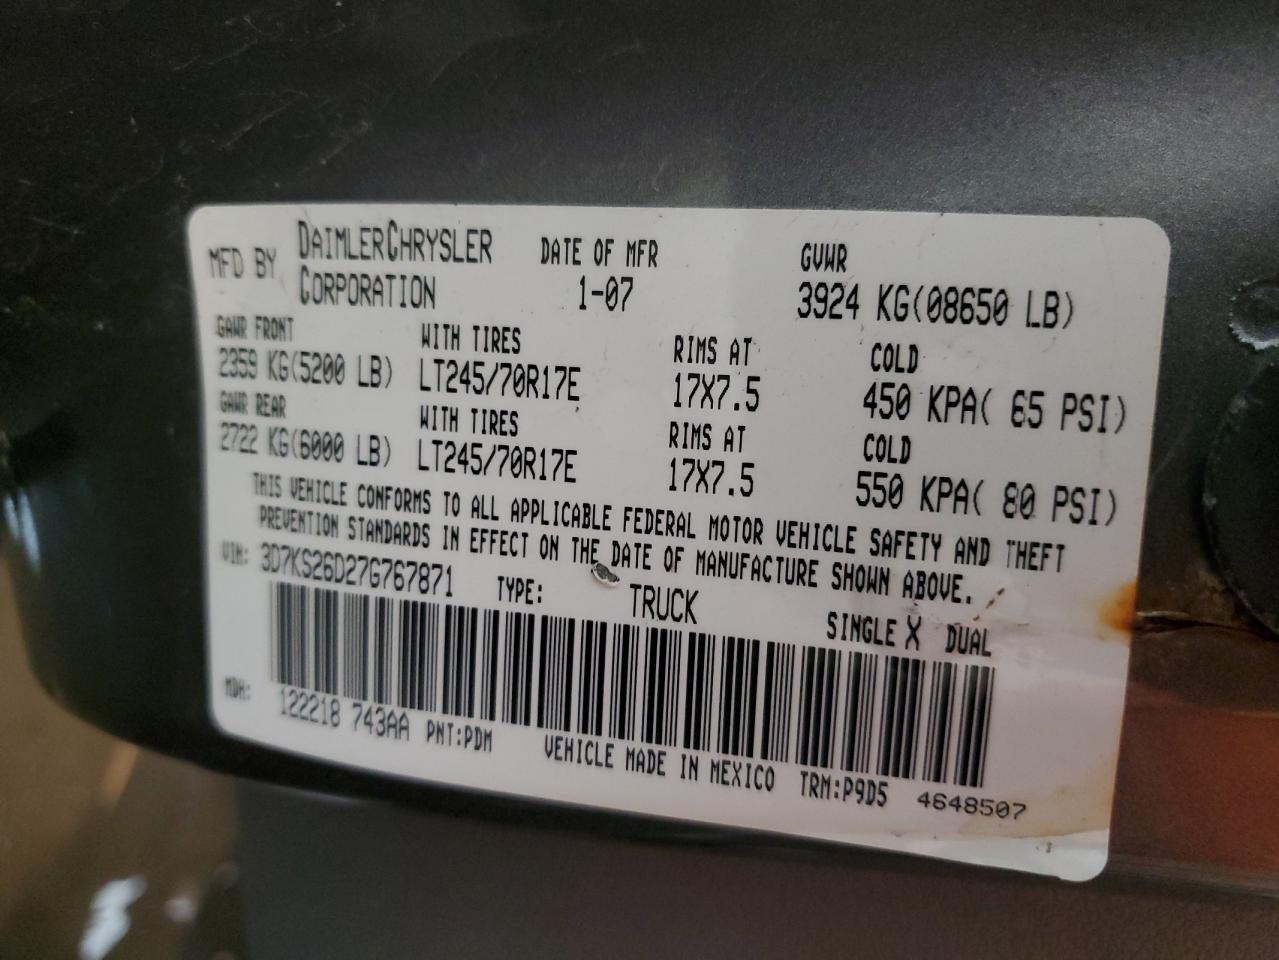 MFD BY DAIMLERCHRYSLER CORPORATION DATE OF MFR 1-07 GVWR 3924 KG(08650 LB)
GAWR FRONT WITH TIRES RIMS AT COLD
2359 KG(5200 LB) LT245/70R17E 17X7.5 450 KPA( 65 PSI)
GAWR REAR WITH TIRES RIMS AT COLD
2722 KG(6000 LB) LT245/70R17E 17X7.5 550 KPA( 80 PSI)
THIS VEHICLE CONFORMS TO ALL APPLICABLE FEDERAL MOTOR VEHICLE SAFETY AND THEFT
PREVENTION STANDARDS IN EFFECT ON THE DATE OF MANUFACTURE SHOWN ABOVE.
VIN: 3D7KS26D27G767871 TYPE: TRUCK SINGLE X DUAL
MDH: 122218 743AA PNT:PDM VEHICLE MADE IN MEXICO TRM:P9D5 4648507